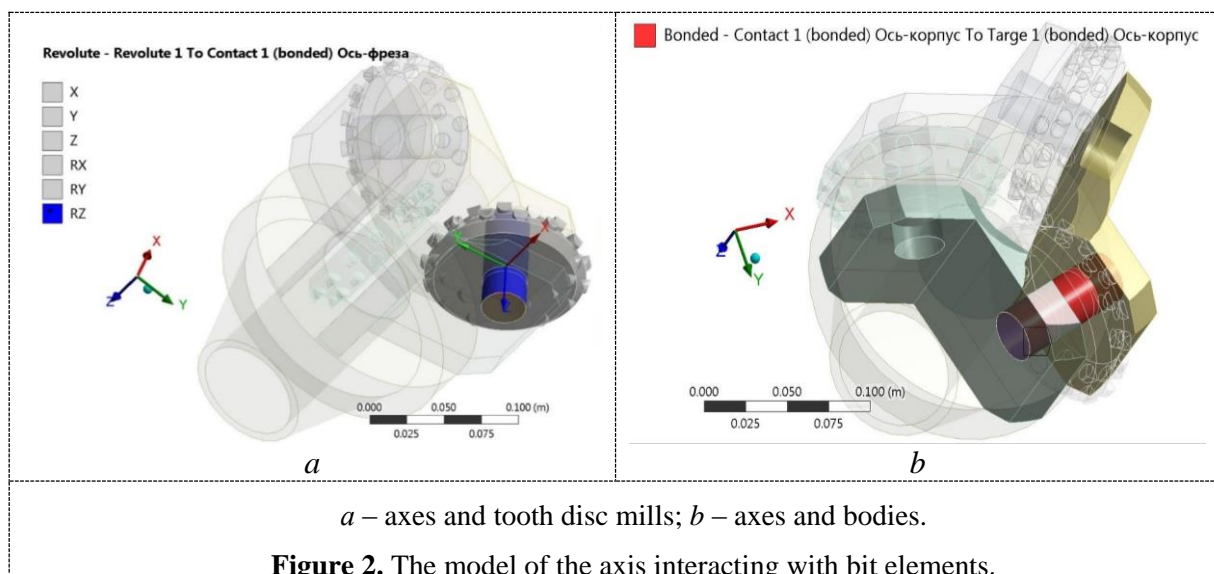 Revolute - Revolute 1 To Contact 1 (bonded) Ось-фреза
X
Y
Z
RX
RY
RZ
X
Z
Y
Y
X
Z
0.000 0.050 0.100 (m)
0.025 0.075
a
Bonded - Contact 1 (bonded) Ось-корпус To Targe 1 (bonded) Ось-корпус
X
Z
Y
0.000 0.050 0.100 (m)
0.025 0.075
b
a – axes and tooth disc mills; b – axes and bodies.
Figure 2. The model of the axis interacting with bit elements.